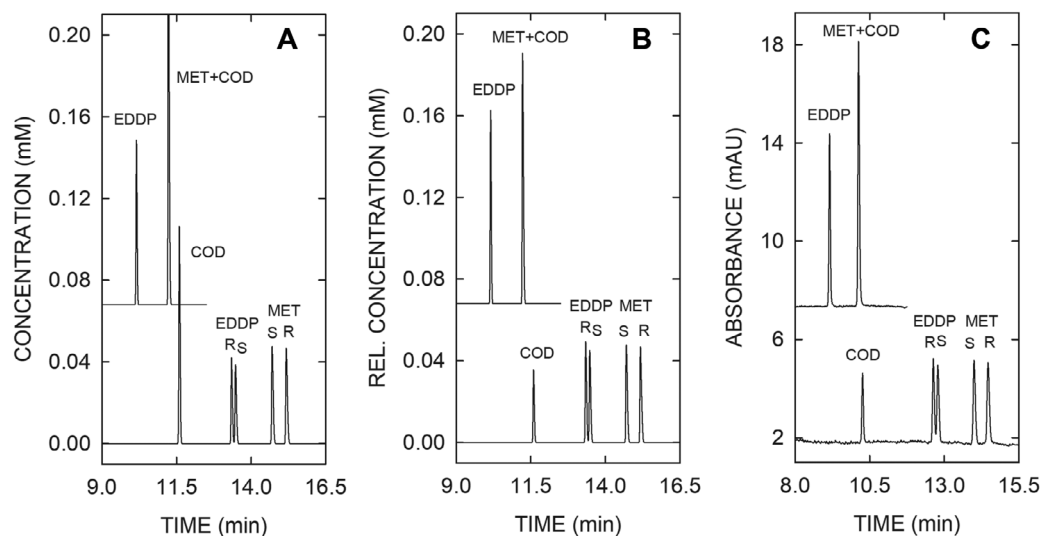 A
CONCENTRATION (mM)
0.20
0.16
0.12
0.08
0.04
0.00
EDDP
MET+COD
COD
EDDP
R S
MET
S R
9.0 11.5 14.0 16.5
TIME (min)
B
REL. CONCENTRATION (mM)
0.20
0.16
0.12
0.08
0.04
0.00
MET+COD
EDDP
COD
EDDP MET
R S S R
9.0 11.5 14.0 16.5
TIME (min)
C
ABSORBANCE (mAU)
18
14
10
6
2
MET+COD
EDDP
COD
EDDP MET
R S S R
8.0 10.5 13.0 15.5
TIME (min)